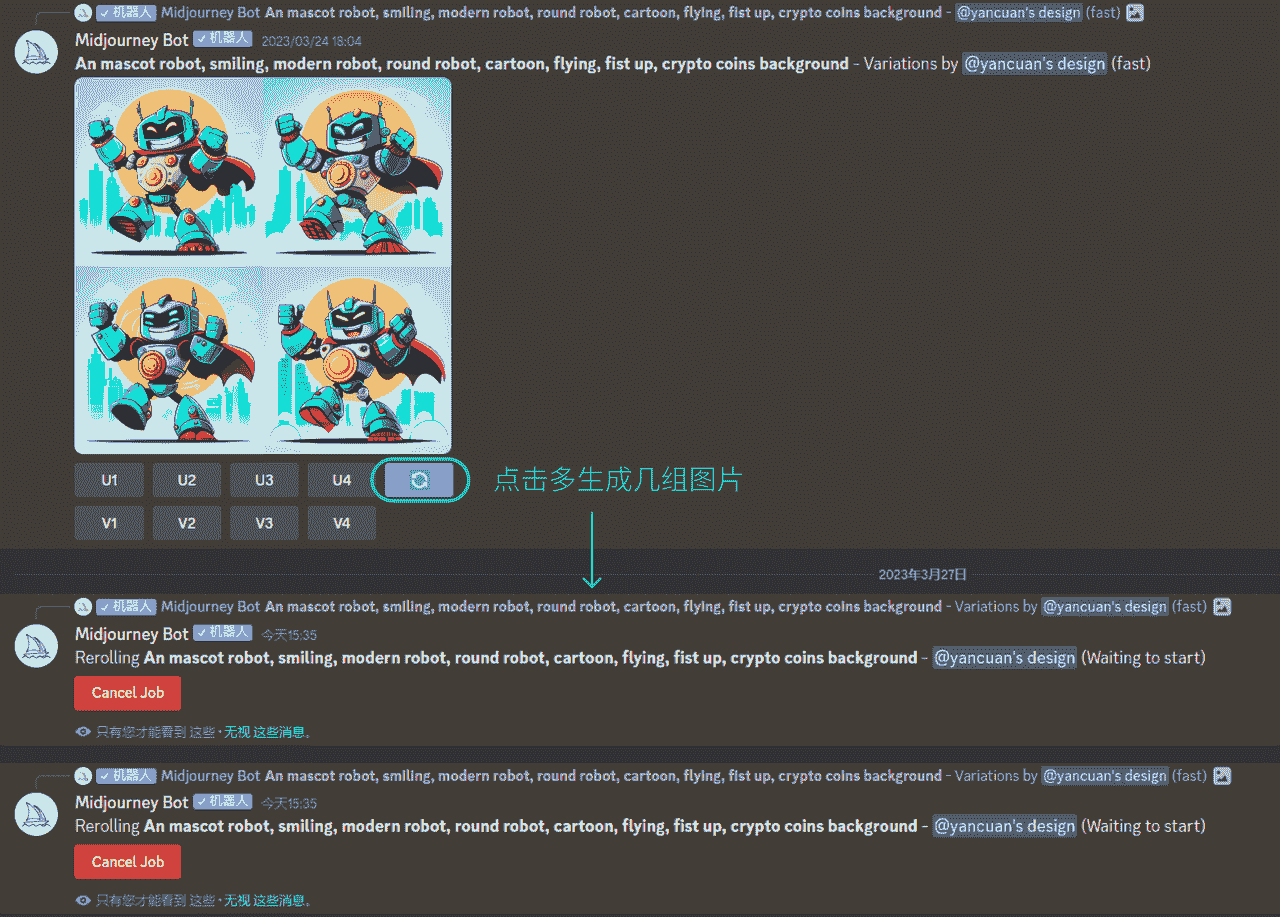 ✓机器人 Midjourney Bot An mascot robot, smiling, modern robot, round robot, cartoon, flying, fist up, crypto coins background - @yancuan's design (fast)
Midjourney Bot ✓机器人 2023/03/24 18:04
An mascot robot, smiling, modern robot, round robot, cartoon, flying, fist up, crypto coins background - Variations by @yancuan's design (fast)
U1 U2 U3 U4 点击多生成几组图片
V1 V2 V3 V4
2023年3月27日
✓机器人 Midjourney Bot An mascot robot, smiling, modern robot, round robot, cartoon, flying, fist up, crypto coins background - Variations by @yancuan's design (fast)
Midjourney Bot ✓机器人 今天15:35
Rerolling An mascot robot, smiling, modern robot, round robot, cartoon, flying, fist up, crypto coins background - @yancuan's design (Waiting to start)
Cancel Job
只有您才能看到 这些 · 无视 这些消息。
✓机器人 Midjourney Bot An mascot robot, smiling, modern robot, round robot, cartoon, flying, fist up, crypto coins background - Variations by @yancuan's design (fast)
Midjourney Bot ✓机器人 今天15:35
Rerolling An mascot robot, smiling, modern robot, round robot, cartoon, flying, fist up, crypto coins background - @yancuan's design (Waiting to start)
Cancel Job
只有您才能看到 这些 · 无视 这些消息。